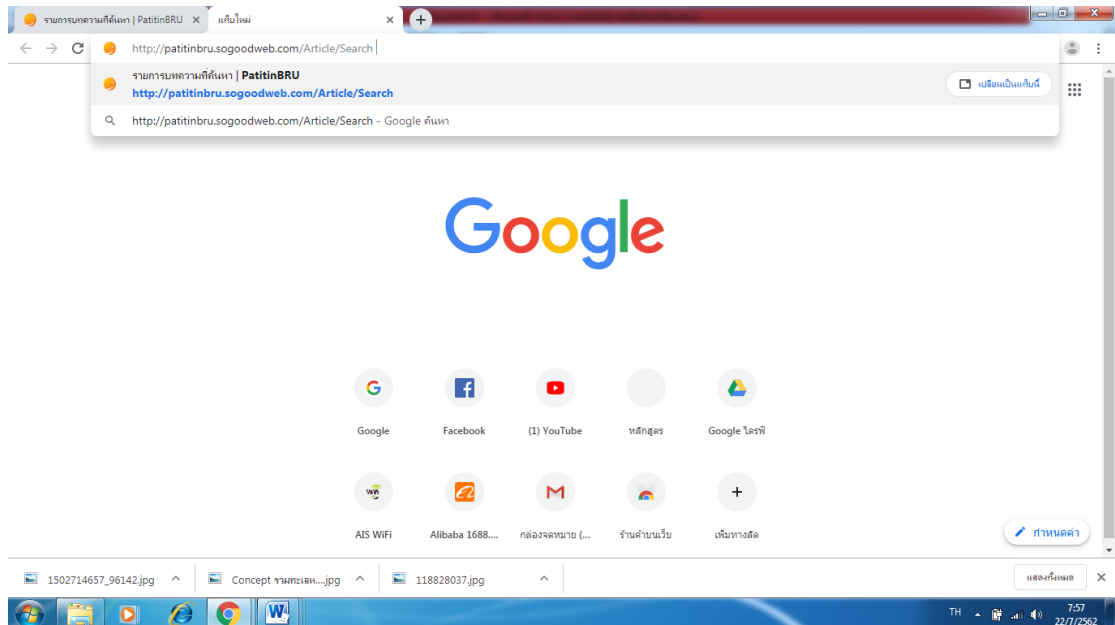 รายการบทความที่ค้นหา | PatitinBRU
แท็บใหม่
http://patitinbru.sogoodweb.com/Article/Search
รายการบทความที่ค้นหา | PatitinBRU
http://patitinbru.sogoodweb.com/Article/Search
เปลี่ยนเป็นแท็บนี้
http://patitinbru.sogoodweb.com/Article/Search - Google ค้นหา
Google
Google
Facebook
(1) YouTube
หลักสูตร
Google ไดรฟ์
AIS WiFi
Alibaba 1688....
กล่องจดหมาย (...
ร้านค้าบนเว็บ
เพิ่มทางลัด
กำหนดค่า
1502714657_96142.jpg
Concept รวมทะเลห....jpg
118828037.jpg
แสดงทั้งหมด
TH
7:57
22/7/2562